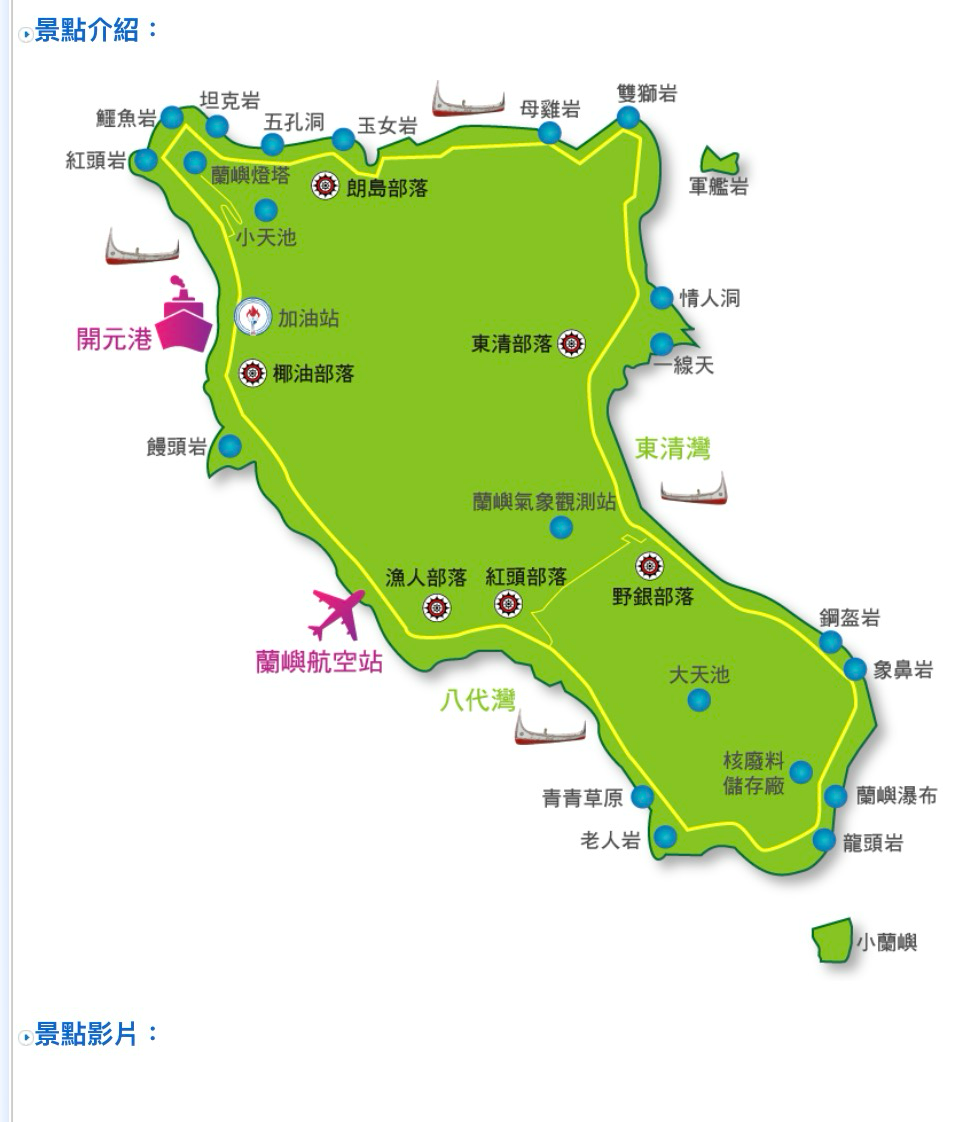 景點介紹：
坦克岩
雙獅岩
鱷魚岩
五孔洞
玉女岩
母雞岩
紅頭岩
蘭嶼燈塔
朗島部落
軍艦岩
小天池
情人洞
開元港
加油站
東清部落
一線天
椰油部落
饅頭岩
東清灣
蘭嶼氣象觀測站
漁人部落
紅頭部落
野銀部落
鋼盔岩
蘭嶼航空站
象鼻岩
大天池
八代灣
核廢料
儲存廠
青青草原
蘭嶼瀑布
老人岩
龍頭岩
小蘭嶼
景點影片：